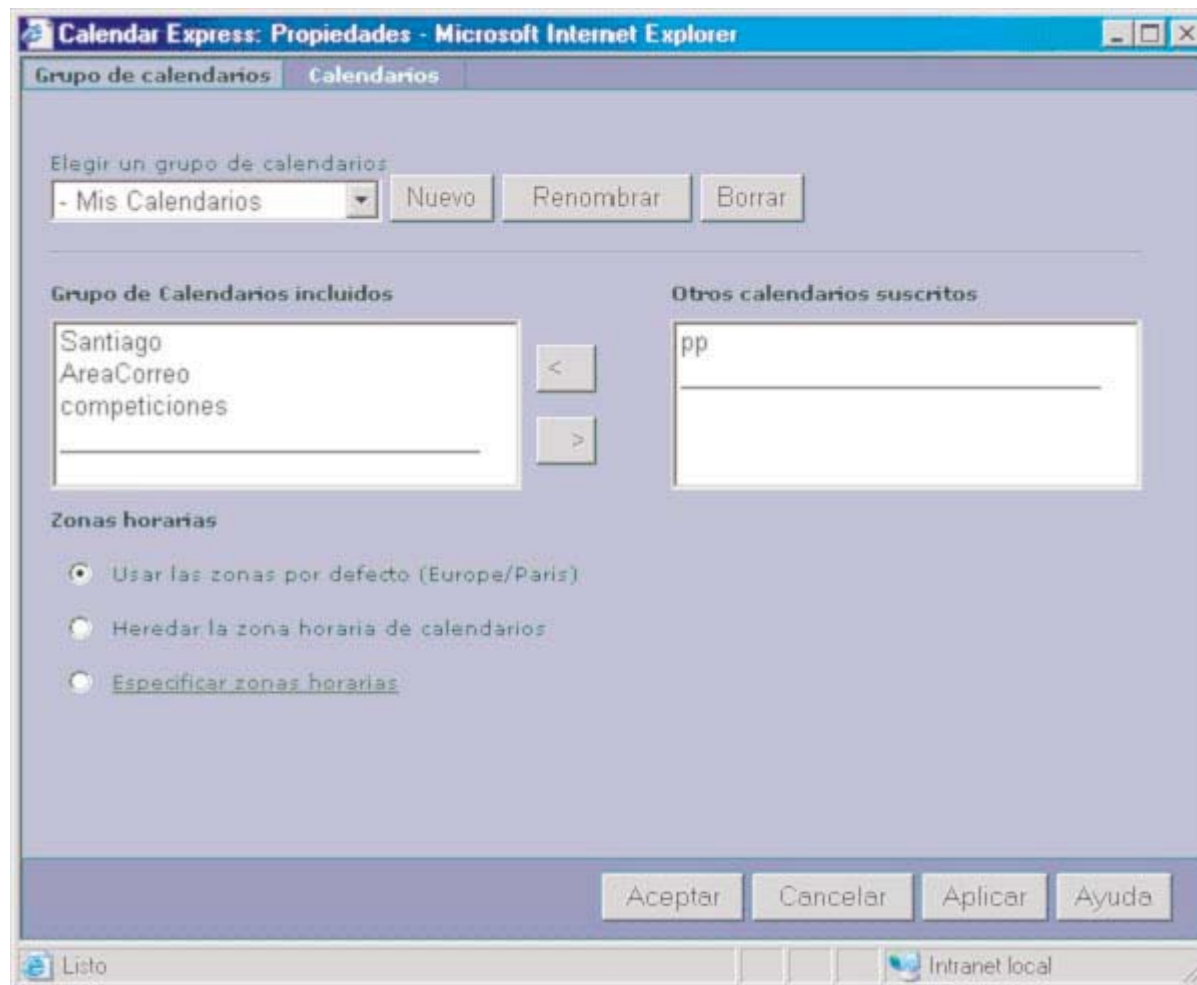 Calendar Express: Propiedades - Microsoft Internet Explorer
Grupo de calendarios Calendarios
Elegir un grupo de calendarios
- Mis Calendarios Nuevo Renombrar Borrar
Grupo de Calendarios incluidos Otros calendarios suscritos
Santiago
AreaCorreo
competiciones
pp
<
>
Zonas horarias
Usar las zonas por defecto (Europe/Paris)
Heredar la zona horaria de calendarios
Especificar zonas horarias
Aceptar Cancelar Aplicar Ayuda
Listo Intranet local